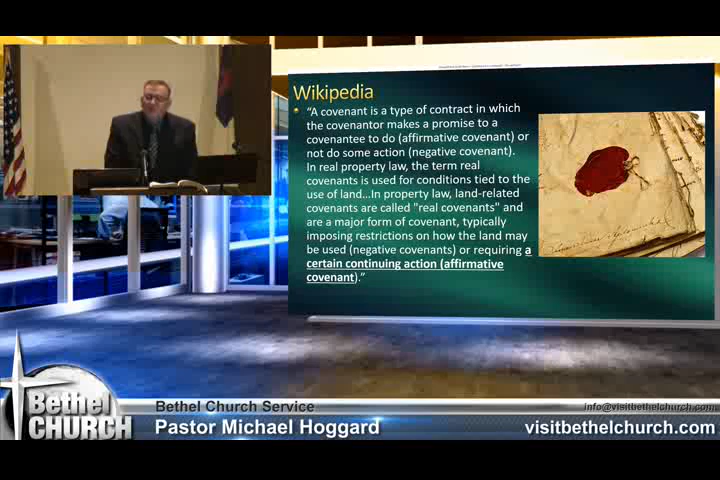 Wikipedia
• "A covenant is a type of contract in which
the covenantor makes a promise to a
covenantee to do (affirmative covenant) or
not do some action (negative covenant).
In real property law, the term real
covenants is used for conditions tied to the
use of land...In property law, land-related
covenants are called "real covenants" and
are a major form of covenant, typically
imposing restrictions on how the land may
be used (negative covenants) or requiring a
certain continuing action (affirmative
covenant)."
Bethel
CHURCH
Bethel Church Service
info@visitbethelchurch.com
Pastor Michael Hoggard
visitbethelchurch.com